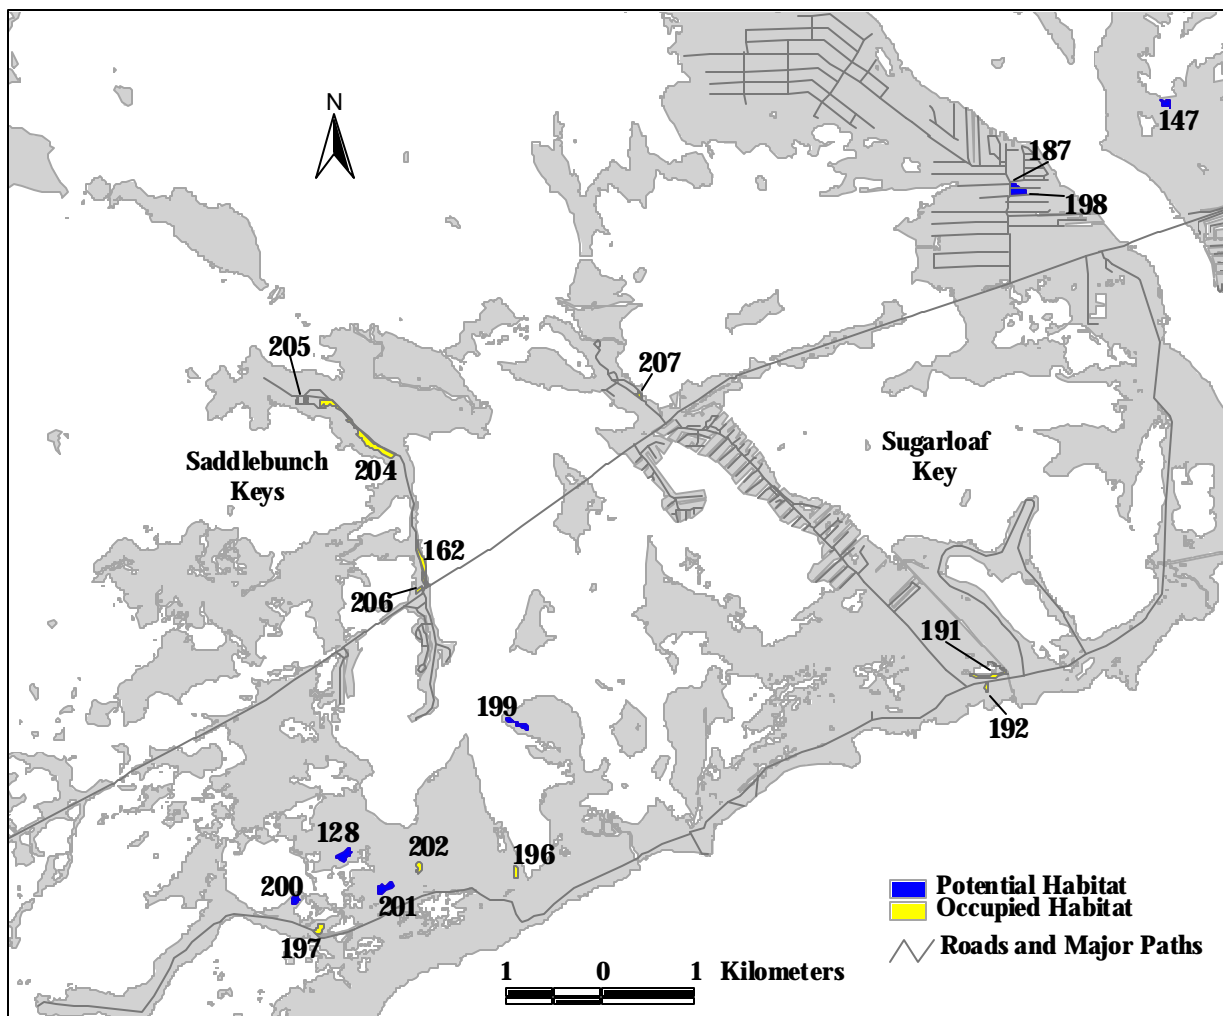 N
147
187
198
205
207
204
Saddlebunch
Keys
Sugarloaf
Key
162
206
191
192
199
128
202
196
200
201
197
Potential Habitat
Occupied Habitat
Roads and Major Paths
1 0 1 Kilometers